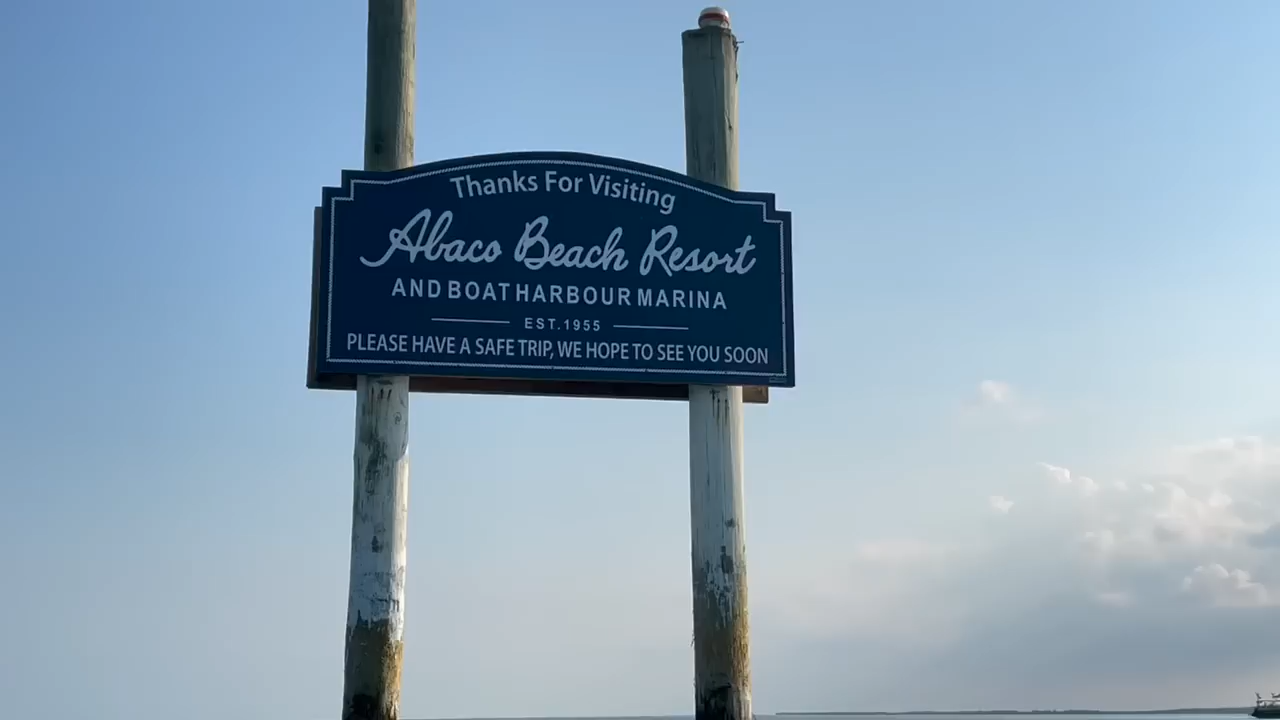 Thanks For Visiting
Abaco Beach Resort
AND BOAT HARBOUR MARINA
EST.1955
PLEASE HAVE A SAFE TRIP, WE HOPE TO SEE YOU SOON